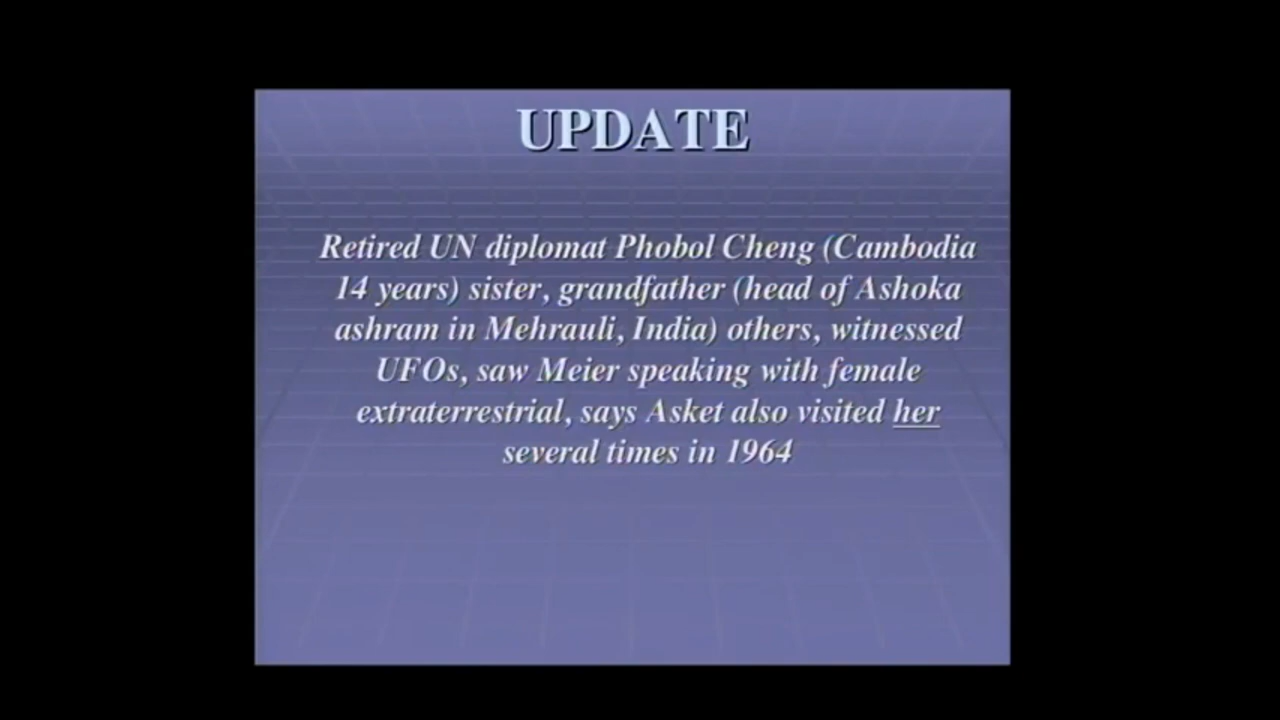 UPDATE
Retired UN diplomat Phobol Cheng (Cambodia
14 years) sister, grandfather (head of Ashoka
ashram in Mehrauli, India) others, witnessed
UFOs, saw Meier speaking with female
extraterrestrial, says Asket also visited her
several times in 1964